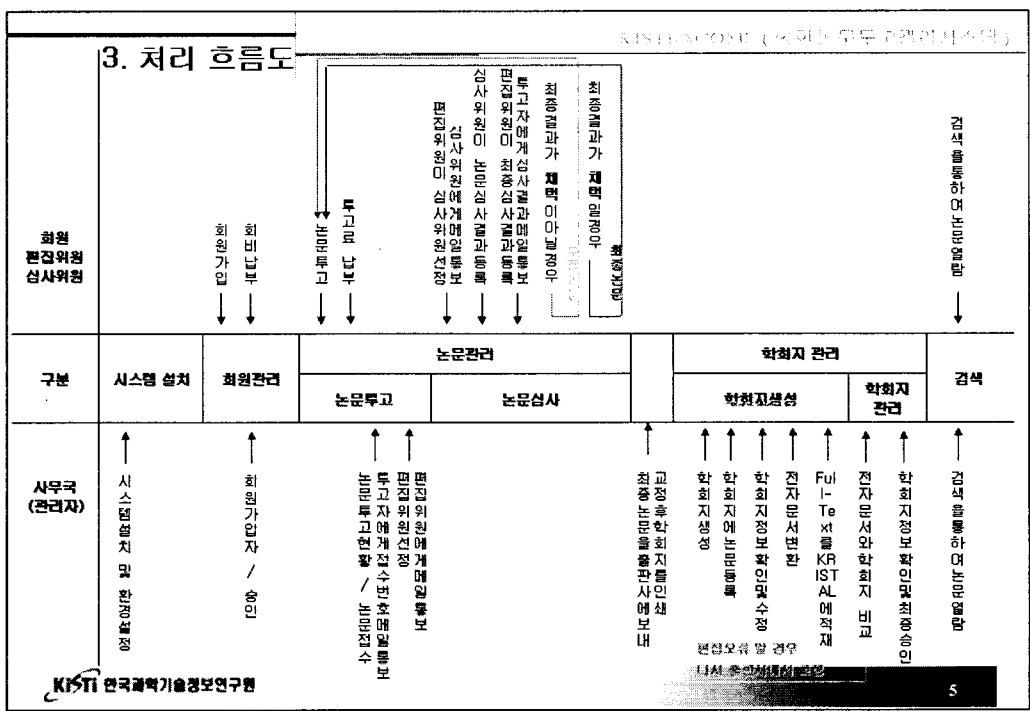 3. 처리 흐름도
회원
편집위원
심사위원
회원가입
회비납부
논문투고
투고료 납부
편집위원이 심사위원선정
심사위원에게메일통보
심사위원이 논문심사결과등록
편집위원이 최종심사결과등록
투고자에게심사결과메일통보
최종결과가 채택이아닐경우
최종결과가 채택일경우
최종논문
검색을통하여논문열람
구분
시스템 설치
회원관리
논문관리
논문투고
논문심사
학회지 관리
학회지생성
학회지
관리
검색
사무국
(관리자)
시스템설치 및 환경설정
회원가입자 / 승인
논문투고현황 / 논문접수
투고자에게접수번호메일통보
편집위원선정
편집위원에게메일통보
최종논문을출판사에보내
교정후학회지를인쇄
학회지생성
학회지에논문등록
학회지정보확인및수정
전자문서변환
Ful
l-
Te
xt를
KR
IST
AL
에적재
전자문서와학회지 비교
학회지정보확인및최종승인
검색을통하여논문열람
편집오류 일 경우
다시
KiSTi 한국과학기술정보연구원
5